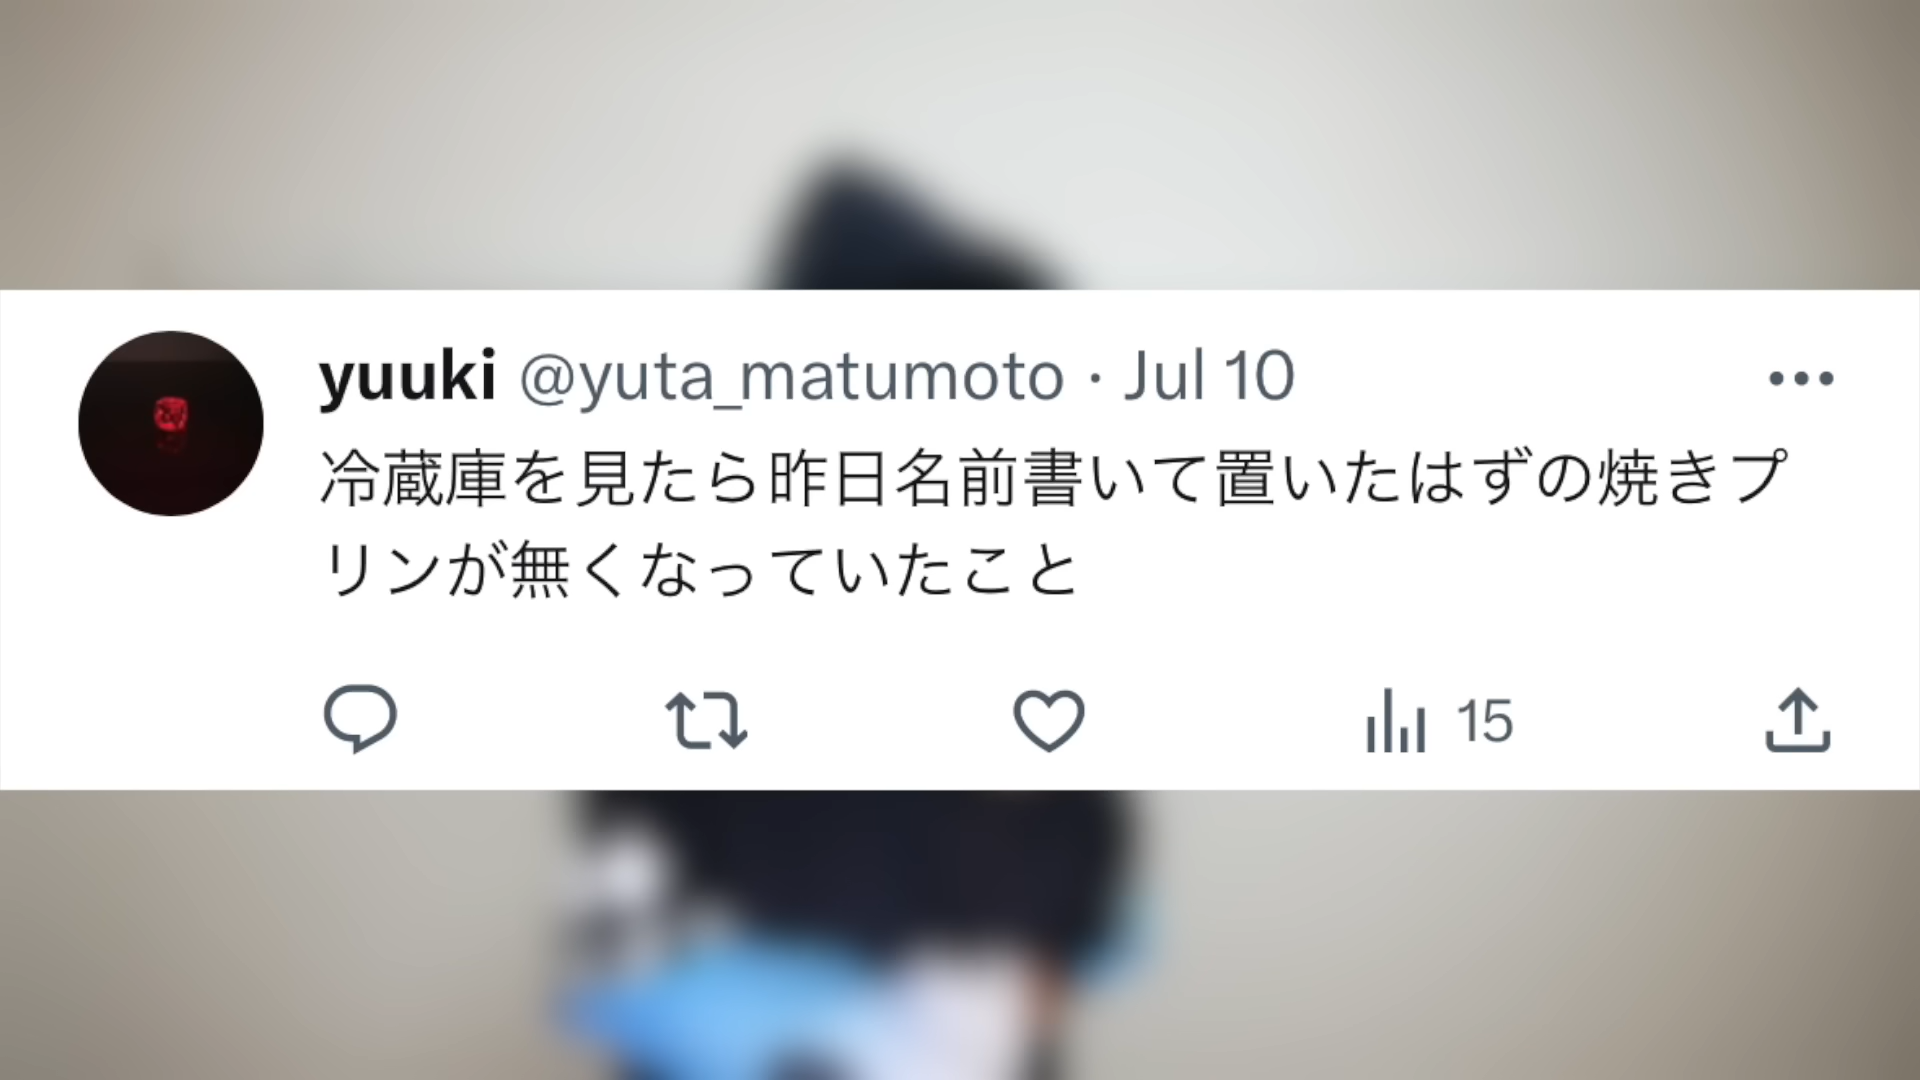 yuuki @yuta_matumoto · Jul 10
冷蔵庫を見たら昨日名前書いて置いたはずの焼きプ
リンが無くなっていたこと
15